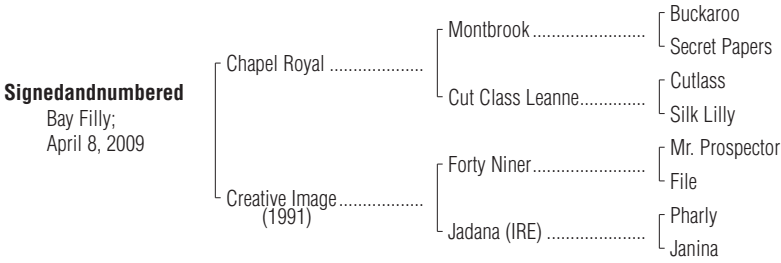 Buckaroo
Montbrook
Secret Papers
Chapel Royal
Cutlass
Cut Class Leanne
Silk Lilly
Signedandnumbered
Bay Filly;
April 8, 2009
Mr. Prospector
Forty Niner
File
Creative Image
(1991)
Pharly
Jadana (IRE)
Janina